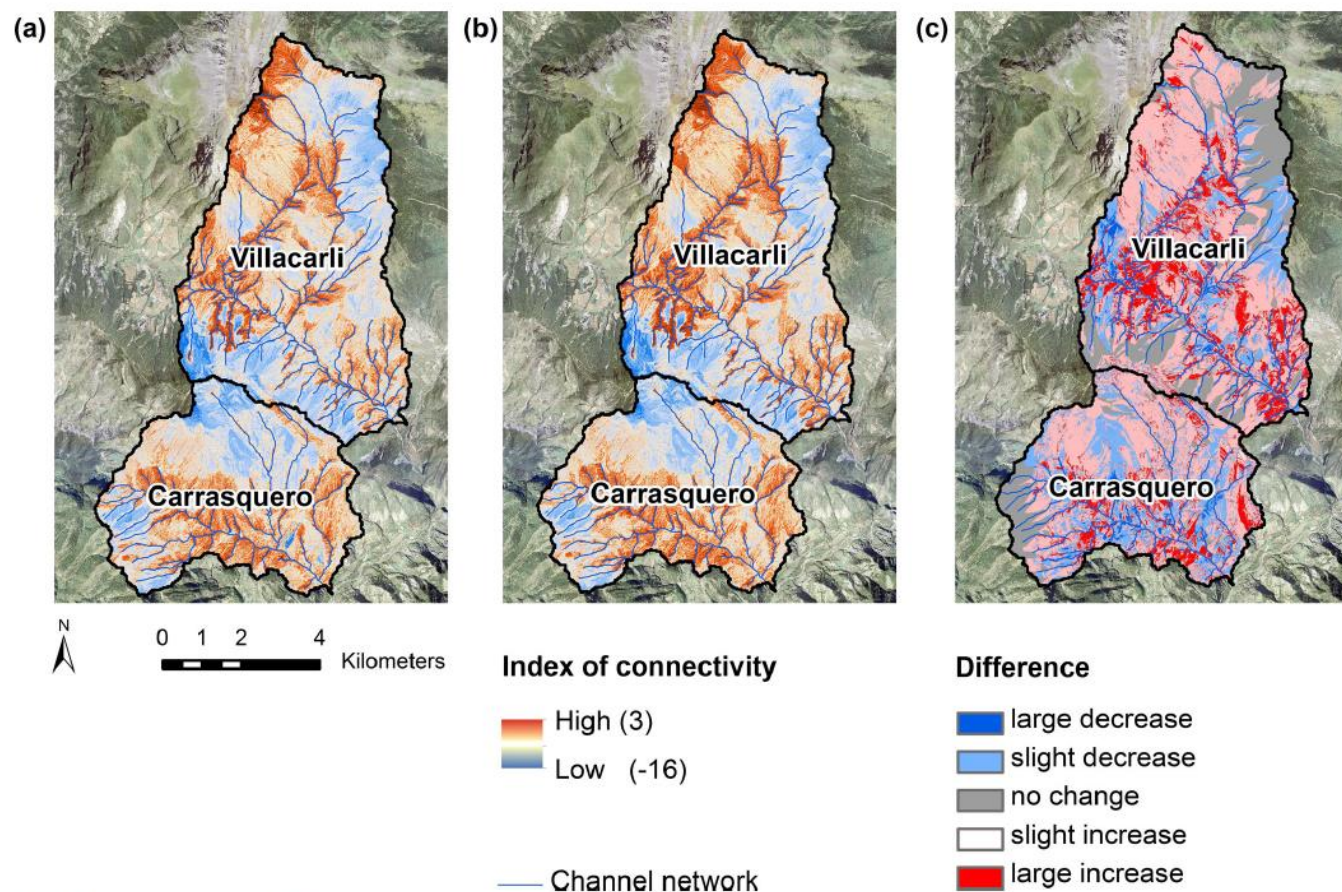 (a)
(b)
(c)
Villacarli
Villacarli
Villacarli
Carrasquero
Carrasquero
Carrasquero
N
0 1 2 4
Kilometers
Index of connectivity
High (3)
Low (-16)
Channel network
Difference
large decrease
slight decrease
no change
slight increase
large increase